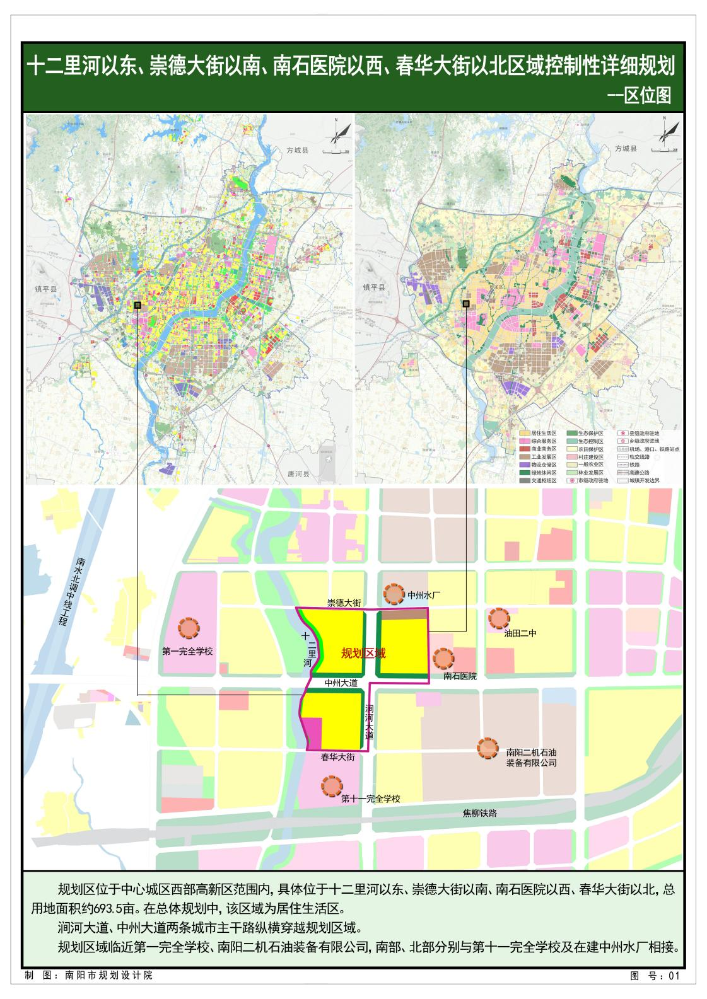 十二里河以东、崇德大街以南、南石医院以西、春华大街以北区域控制性详细规划
--区位图
N
方城县
镇平县
唐河县
N
方城县
镇平县
居住生活区
生态保护区
县级政府驻地
综合服务区
生态控制区
乡级政府驻地
商业商务区
农田保护区
机场、港口、铁路站点
工业发展区
村庄建设区
轨交线路
物流仓储区
一般农业区
铁路
绿地休闲区
林业发展区
高速公路
交通枢纽区
市级政府驻地
城镇开发边界
南水北调中线工程
崇德大街
中州水厂
第一完全学校
十二里河
规划区域
油田二中
南石医院
中州大道
涧河大道
春华大街
南阳二机石油
装备有限公司
第十一完全学校
焦柳铁路
规划区位于中心城区西部高新区范围内,具体位于十二里河以东、崇德大街以南、南石医院以西、春华大街以北,总
用地面积约693.5亩。在总体规划中,该区域为居住生活区。
涧河大道、中州大道两条城市主干路纵横穿越规划区域。
规划区域临近第一完全学校、南阳二机石油装备有限公司,南部、北部分别与第十一完全学校及在建中州水厂相接。
制 图：南阳市规划设计院
图 号：01